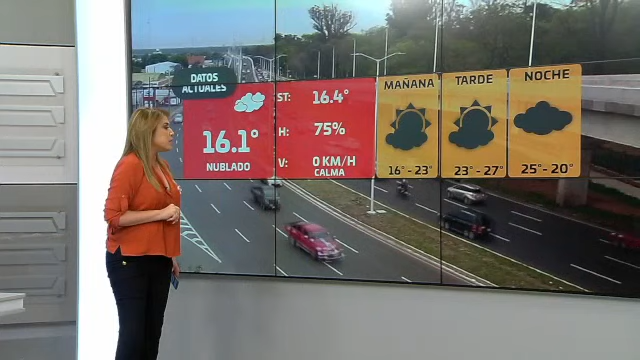 DATOS
ACTUALES
16.1°
NUBLADO
ST: 16.4°
H: 75%
V: 0 KM/H
CALMA
MAÑANA
16°- 23°
TARDE
23°- 27°
NOCHE
25°- 20°